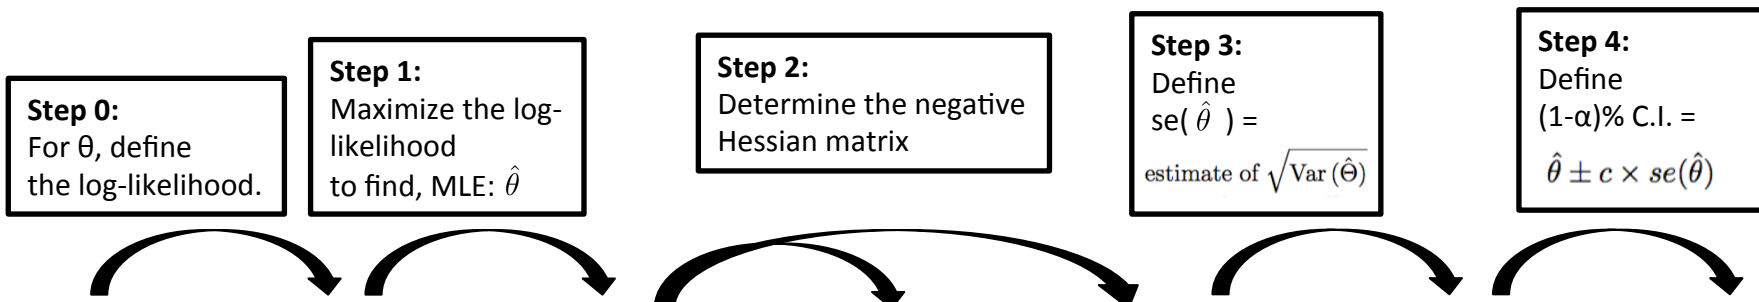 Step 0:
For θ, define
the log-likelihood.
Step 1:
Maximize the log-
likelihood
to find, MLE: θ̂
Step 2:
Determine the negative
Hessian matrix
Step 3:
Define
se( θ̂ ) =
estimate of √Var (Θ̂)
Step 4:
Define
(1-α)% C.I. =
θ̂ ± c × se(θ̂)